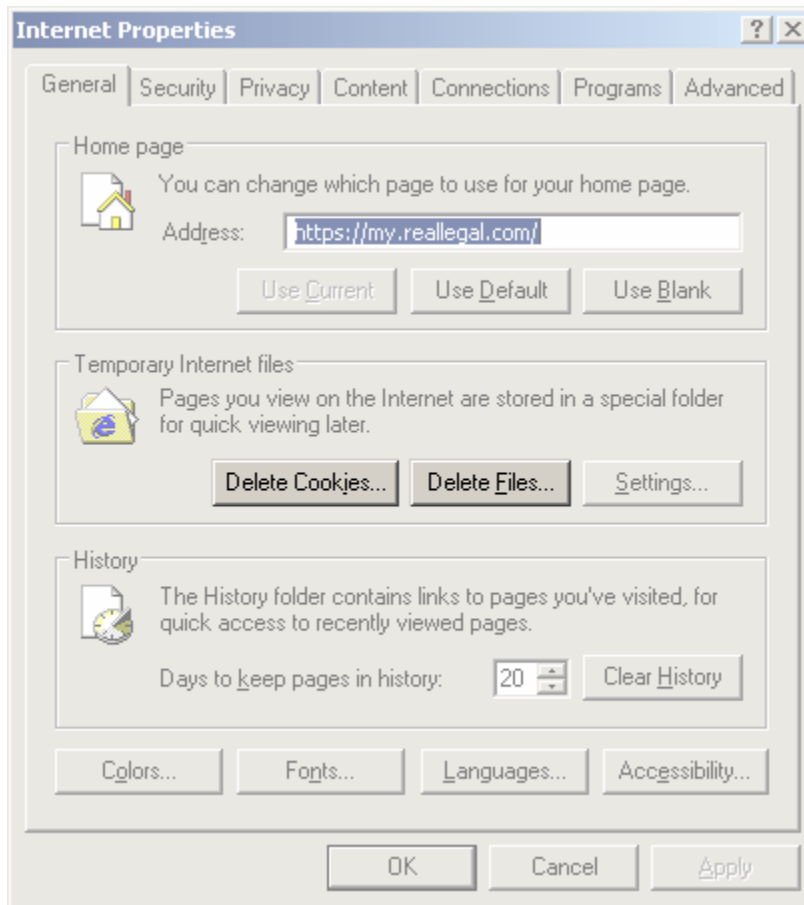 Internet Properties
General Security Privacy Content Connections Programs Advanced
Home page
You can change which page to use for your home page.
Address: https://my.reallegal.com/
Use Current Use Default Use Blank
Temporary Internet files
Pages you view on the Internet are stored in a special folder
for quick viewing later.
Delete Cookies... Delete Files... Settings...
History
The History folder contains links to pages you've visited, for
quick access to recently viewed pages.
Days to keep pages in history: 20 Clear History
Colors... Fonts... Languages... Accessibility...
OK Cancel Apply